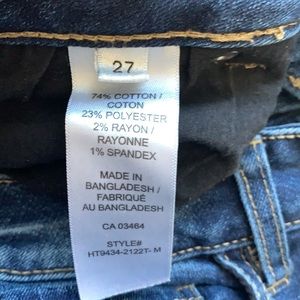 27
74% COTTON /
COTON
23% POLYESTER
2% RAYON /
RAYONNE
1% SPANDEX
MADE IN
BANGLADESH /
FABRIQUÉ
AU BANGLADESH
CA 03464
STYLE#
HT9434-2122T- M